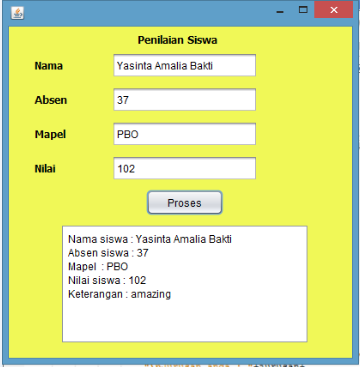 Penilaian Siswa
Nama Yasinta Amalia Bakti
Absen 37
Mapel PBO
Nilai 102
Proses
Nama siswa : Yasinta Amalia Bakti
Absen siswa : 37
Mapel : PBO
Nilai siswa : 102
Keterangan : amazing